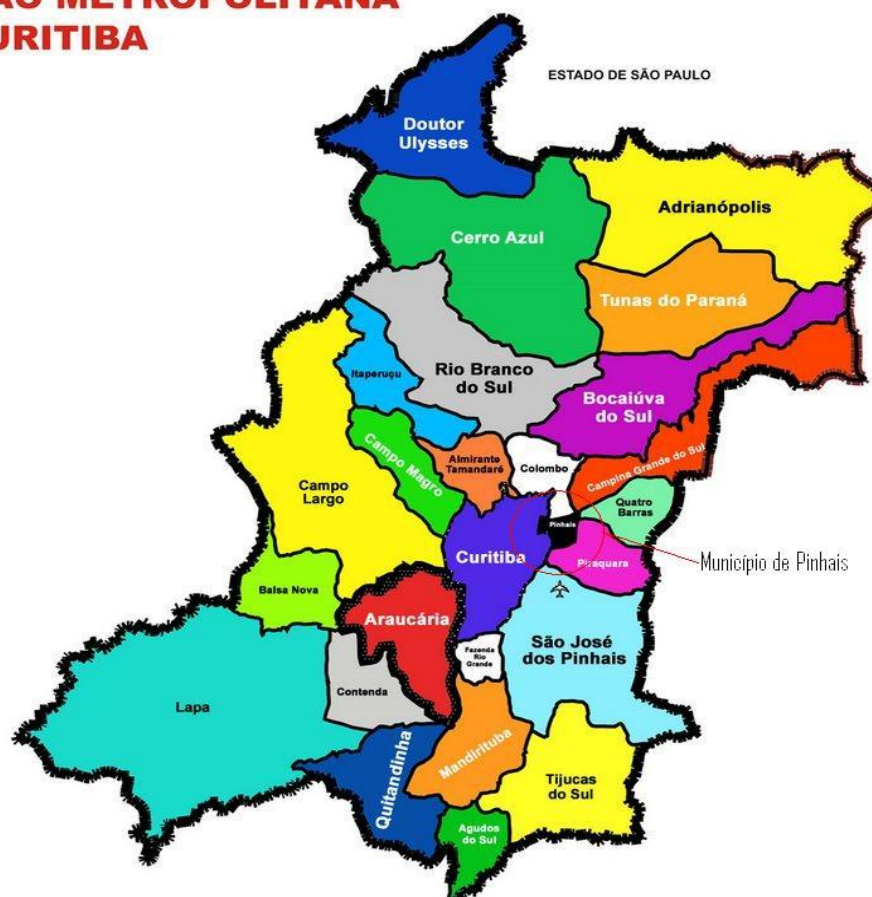 ÃO METROPOLITANA
URITIBA
ESTADO DE SÃO PAULO
Doutor
Ulysses
Adrianópolis
Cerro Azul
Tunas do Paraná
Itaperuçu
Rio Branco
do Sul
Bocaiúva
do Sul
Campo Magro
Almirante
Tamandaré
Colombo
Campina Grande do Sul
Campo
Largo
Quatro
Barras
Pinhais
Curitiba
Piraquara
Município de Pinhais
Balsa Nova
Araucária
São José
dos Pinhais
Fazenda
Rio
Grande
Contenda
Lapa
Mandirituba
Quitandinha
Tijucas
do Sul
Agudos
do Sul